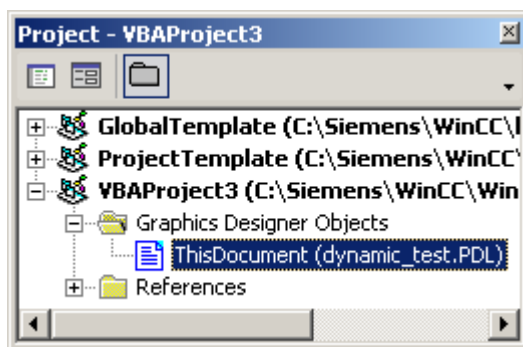 Project - VBAProject3
GlobalTemplate (C:\Siemens\WinCC\
ProjectTemplate (C:\Siemens\WinCC\
VBAProject3 (C:\Siemens\WinCC\Win
Graphics Designer Objects
ThisDocument (dynamic_test.PDL)
References